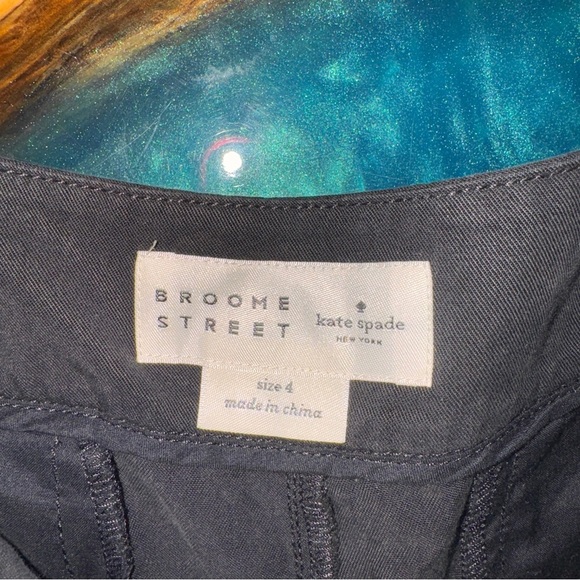 BROOME
STREET
kate spade
NEW YORK
size 4
made in china